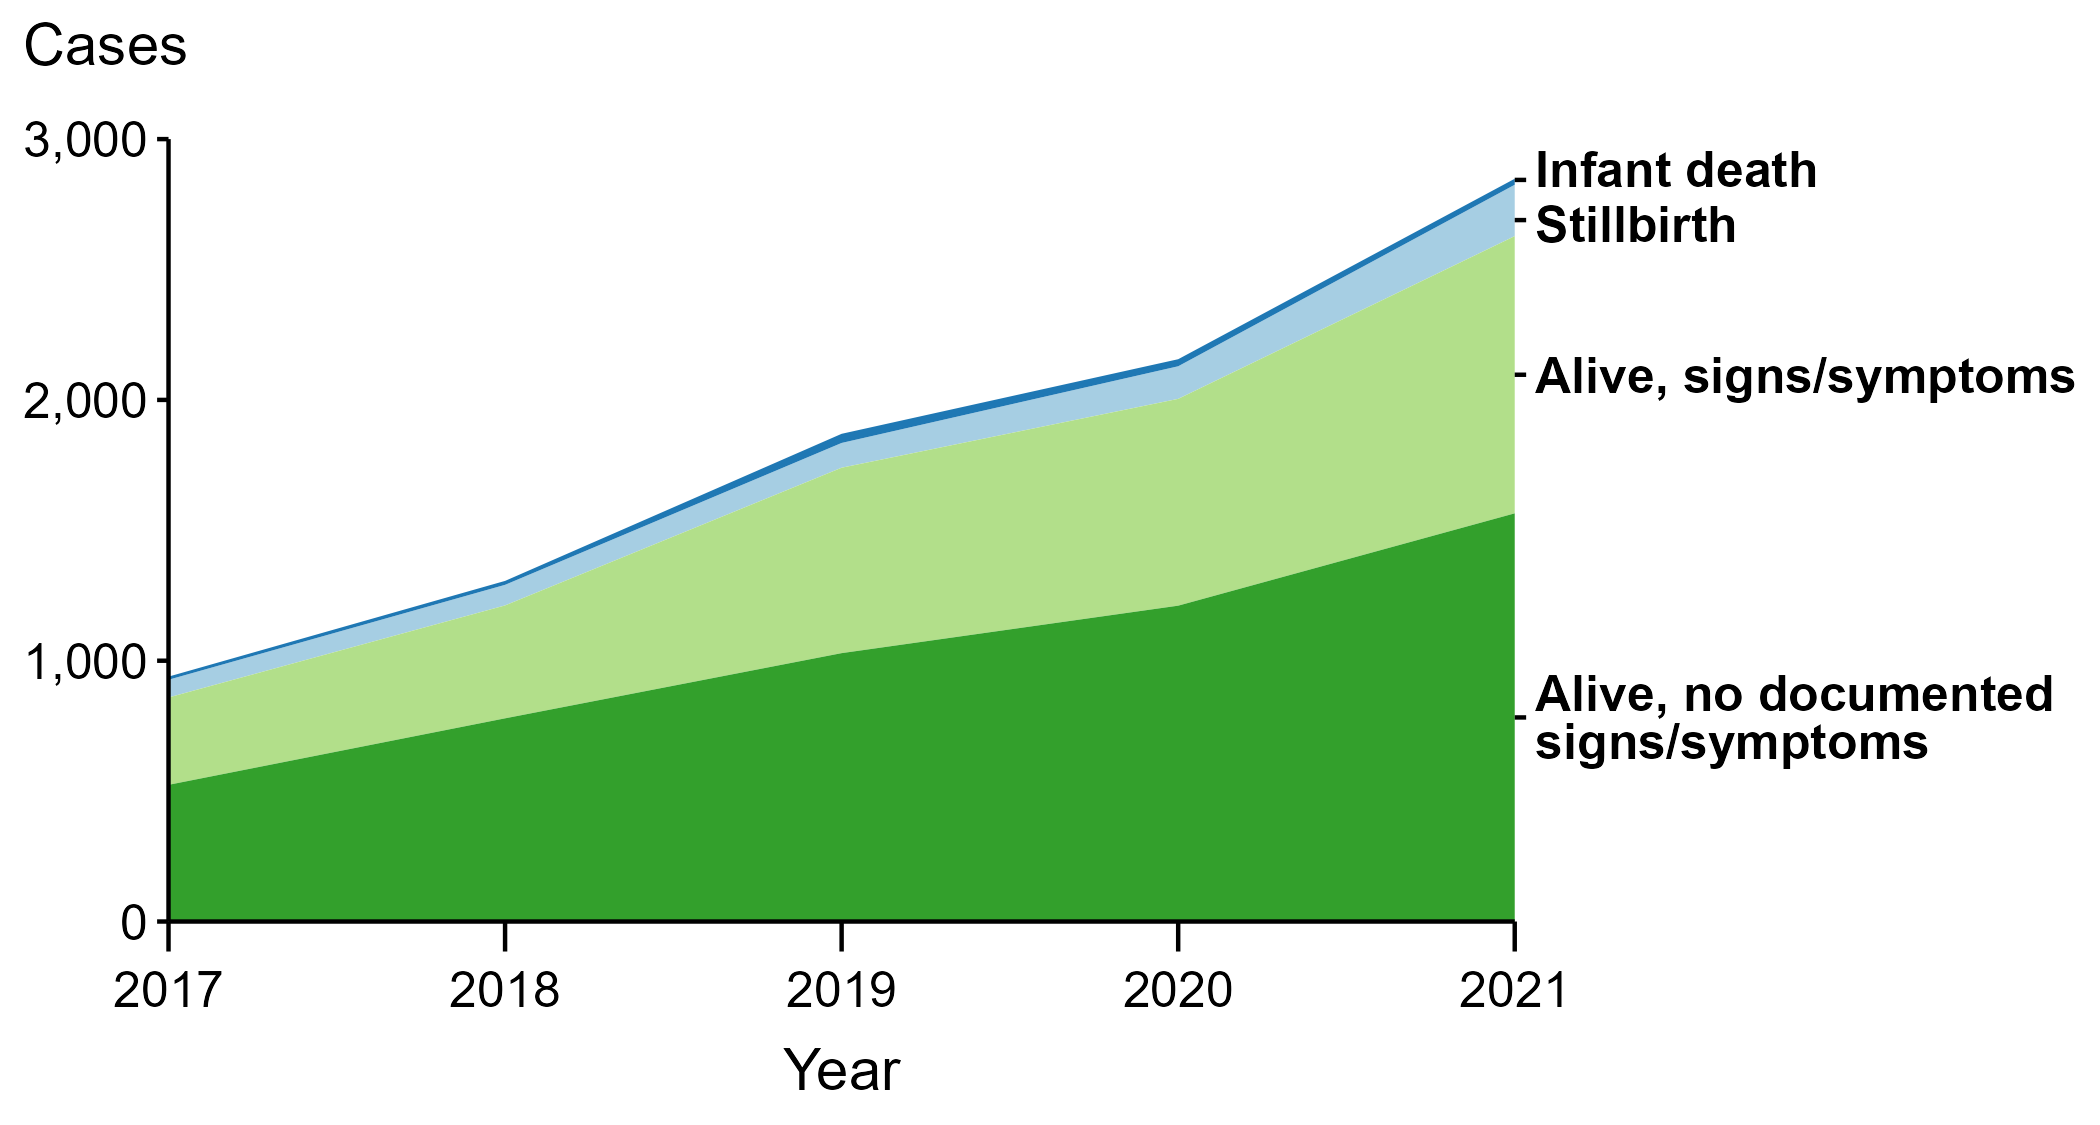 Cases
3,000
2,000
1,000
0
Infant death
Stillbirth
Alive, signs/symptoms
Alive, no documented
signs/symptoms
2017 2018 2019 2020 2021
Year